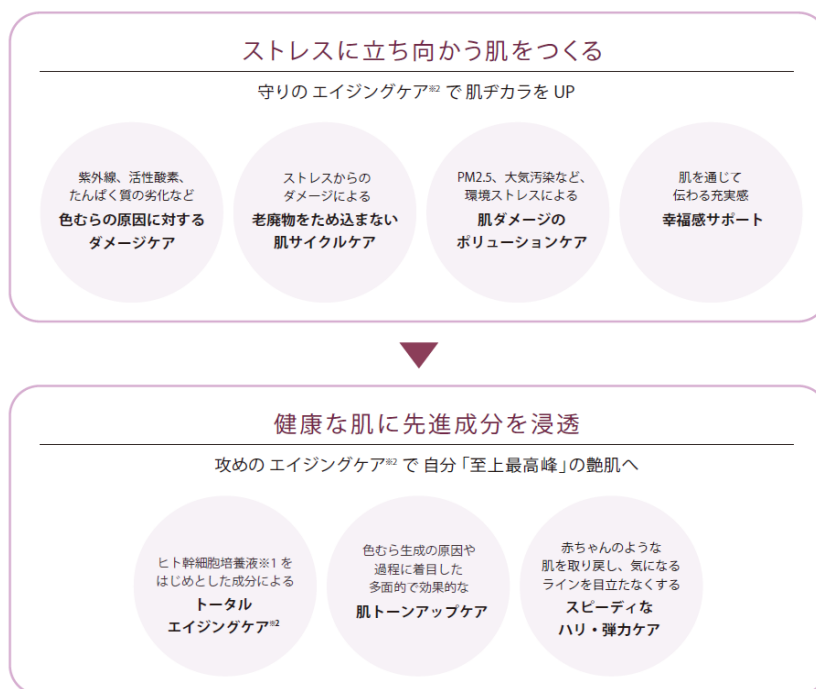 ストレスに立ち向かう肌をつくる
守りの エイジングケア※2 で 肌ヂカラを UP
紫外線、活性酸素、
たんぱく質の劣化など
色むらの原因に対する
ダメージケア
ストレスからの
ダメージによる
老廃物をため込まない
肌サイクルケア
PM2.5、大気汚染など、
環境ストレスによる
肌ダメージの
ポリューションケア
肌を通じて
伝わる充実感
幸福感サポート
健康な肌に先進成分を浸透
攻めの エイジングケア※2 で 自分「至上最高峰」の艶肌へ
ヒト幹細胞培養液※1 を
はじめとした成分による
トータル
エイジングケア※2
色むら生成の原因や
過程に着目した
多面的で効果的な
肌トーンアップケア
赤ちゃんのような
肌を取り戻し、気になる
ラインを目立たなくする
スピーディな
ハリ・弾力ケア